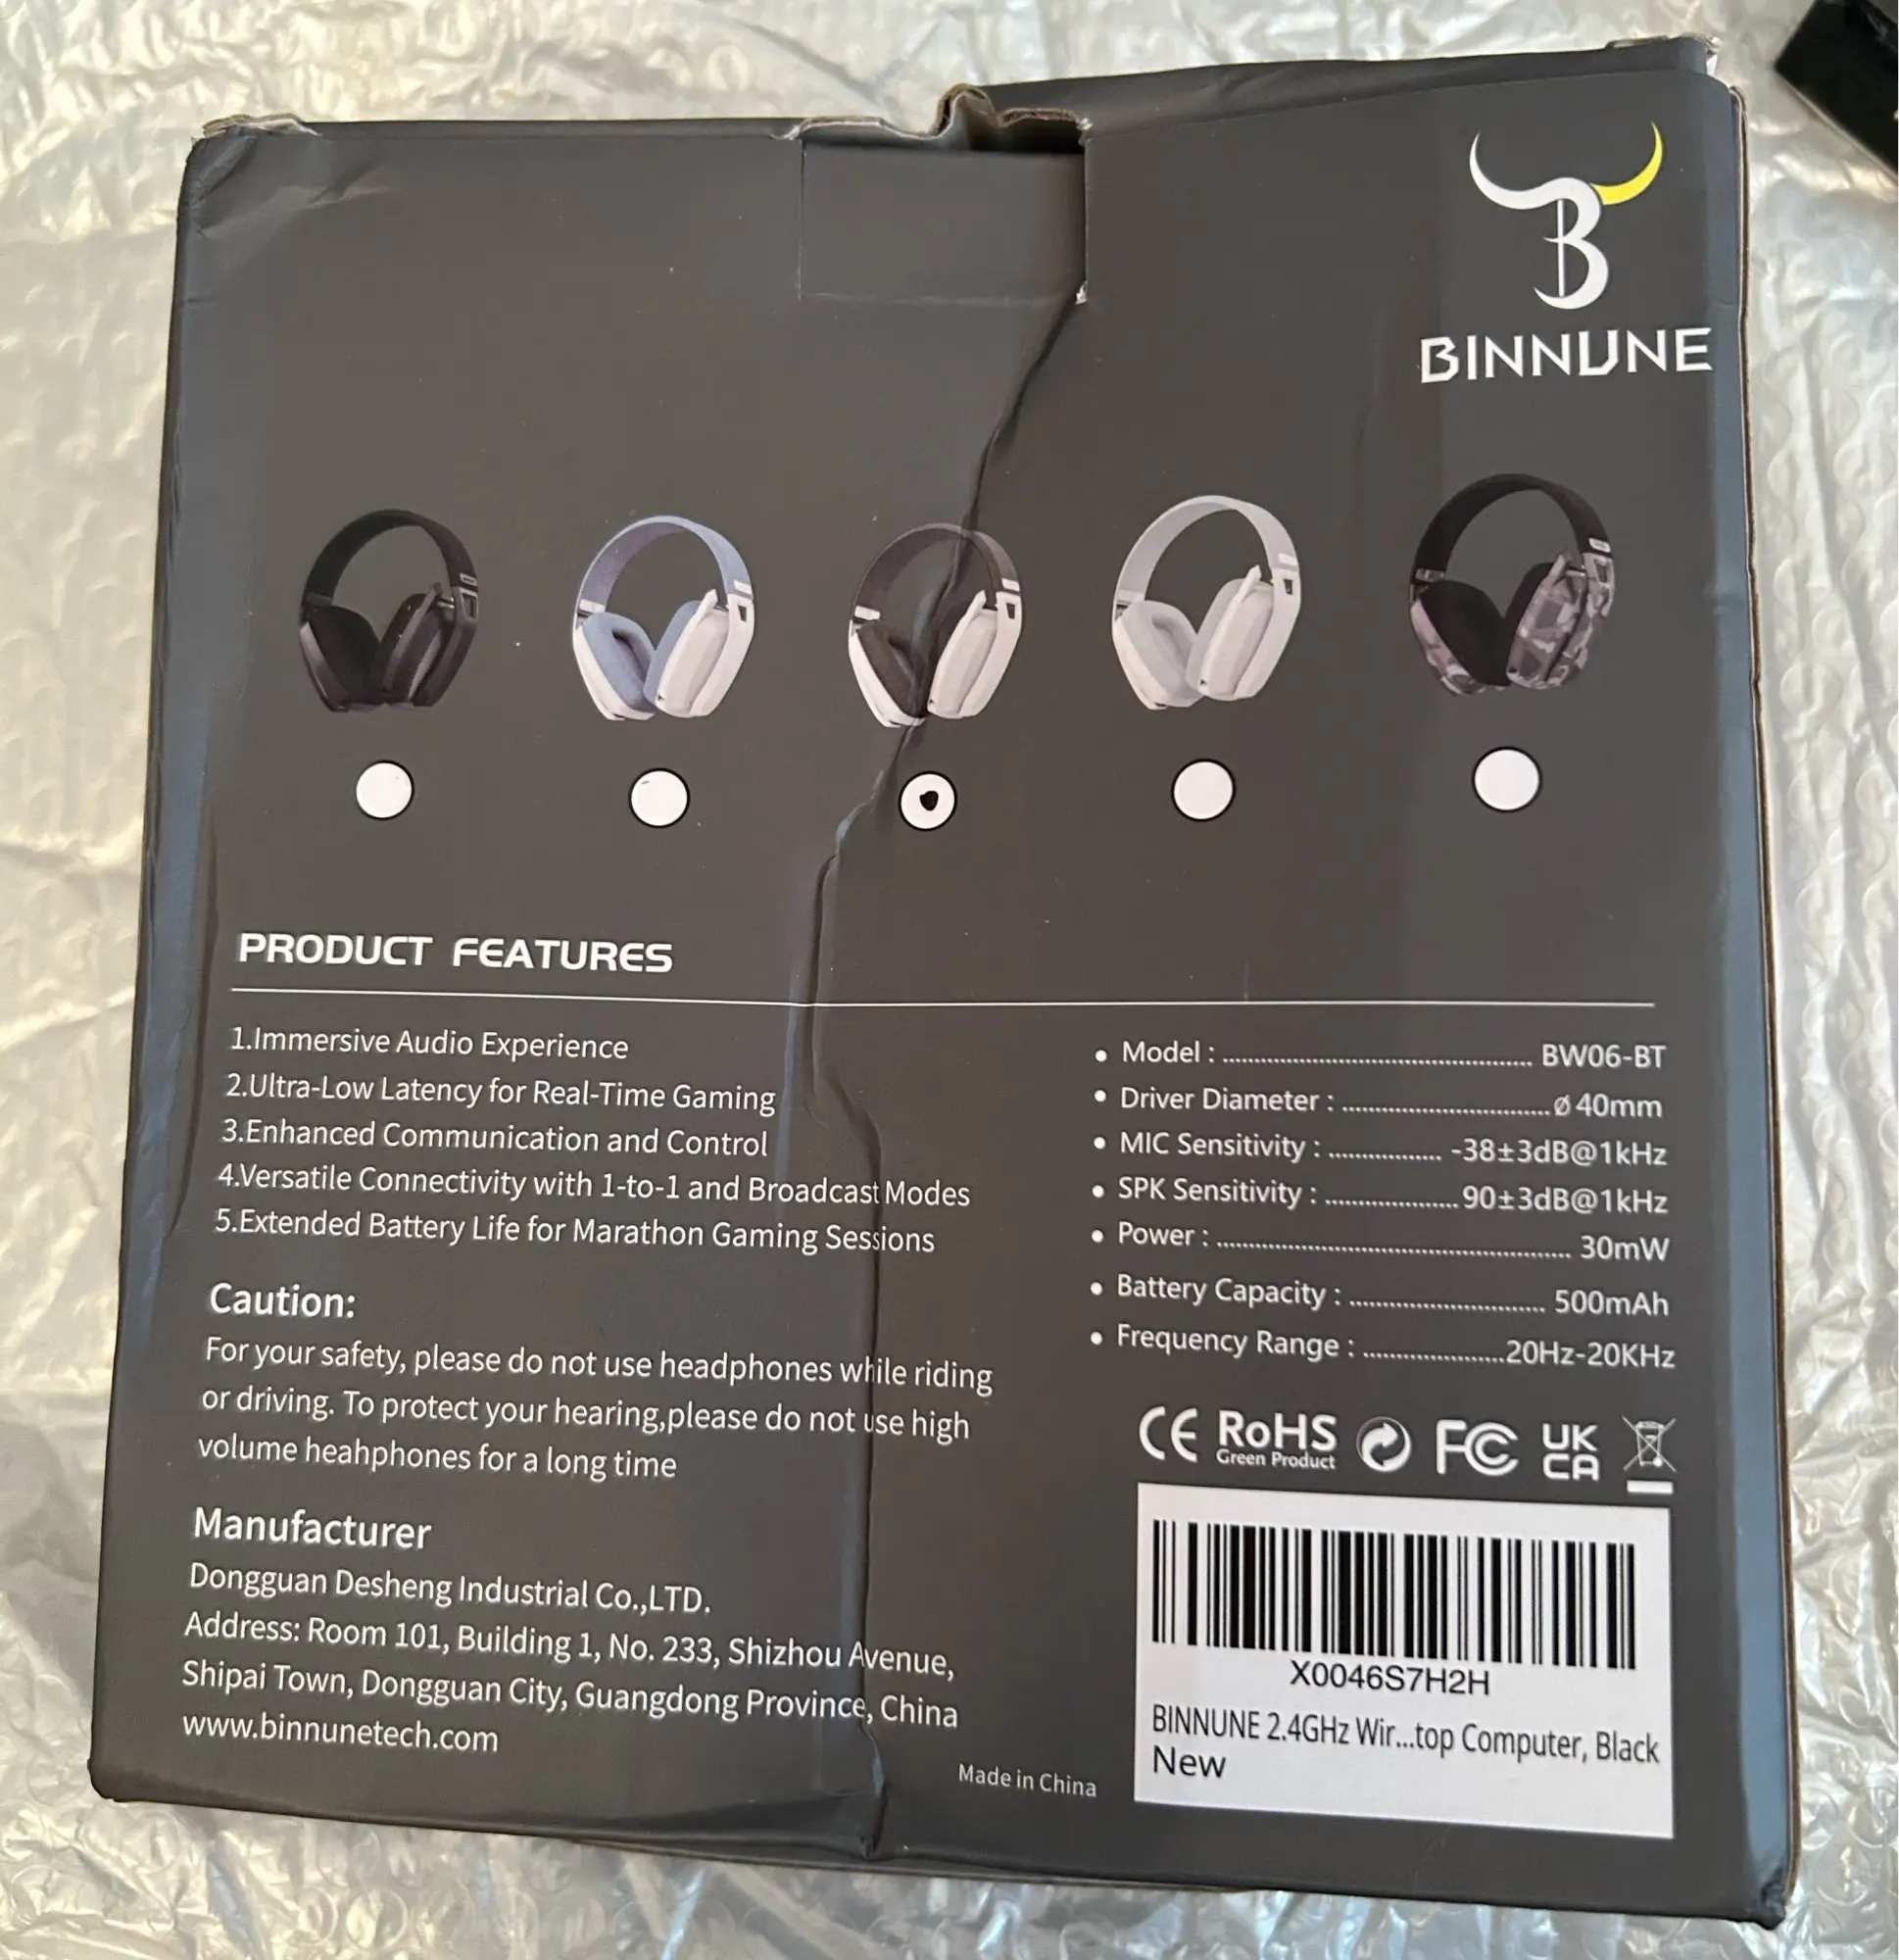 BINNUNE
PRODUCT FEATURES
1.Immersive Audio Experience
2.Ultra-Low Latency for Real-Time Gaming
3.Enhanced Communication and Control
4.Versatile Connectivity with 1-to-1 and Broadcast Modes
5.Extended Battery Life for Marathon Gaming Sessions
Caution:
For your safety, please do not use headphones while riding
or driving. To protect your hearing,please do not use high
volume heahphones for a long time
Manufacturer
Dongguan Desheng Industrial Co.,LTD.
Address: Room 101, Building 1, No. 233, Shizhou Avenue,
Shipai Town, Dongguan City, Guangdong Province, China
www.binnunetech.com
Made in China
• Model : ........................................ BW06-BT
• Driver Diameter : ........................... ø 40mm
• MIC Sensitivity : ............... -38±3dB@1kHz
• SPK Sensitivity : ................. 90±3dB@1kHz
• Power : .............................................. 30mW
• Battery Capacity : ......................... 500mAh
• Frequency Range : ..................20Hz-20KHz
CE RoHS FC UK
Green Product CA
X0046S7H2H
BINNUNE 2.4GHz Wir...top Computer, Black
New